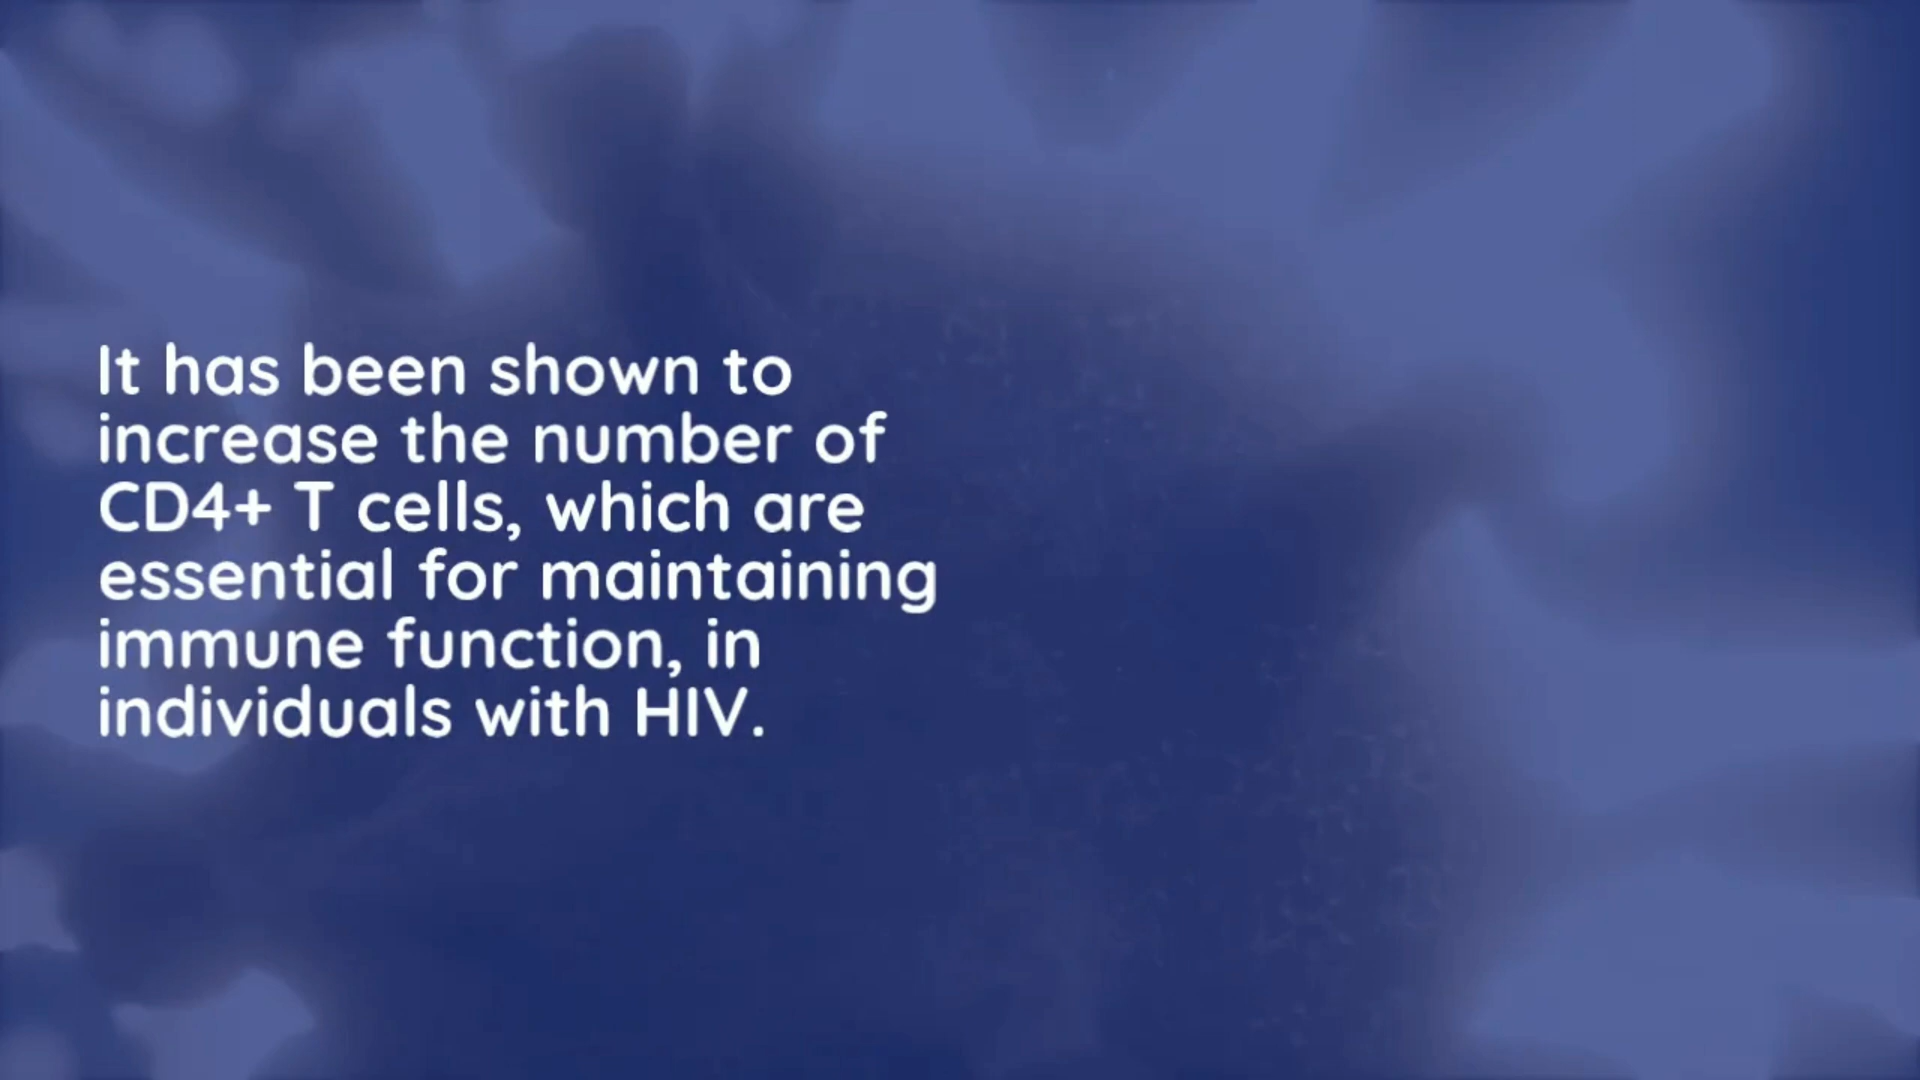 It has been shown to
increase the number of
CD4+ T cells, which are
essential for maintaining
immune function, in
individuals with HIV.